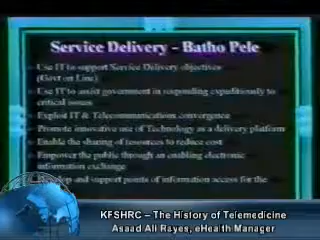 Service Delivery - Batho Pele
Use IT to support Service Delivery objectives
(Govt on Line)
Use IT to assist government in responding expeditiously to
critical issues
Exploit IT & Telecommunications convergence
Promote innovative use of Technology as a delivery platform
Enable the sharing of resources to reduce cost
Empower the public through an enabling electronic
information exchange
Develop and support points of information access for the
KFSHRC – The History of Telemedicine
Asaad Ali Rayes, eHealth Manager